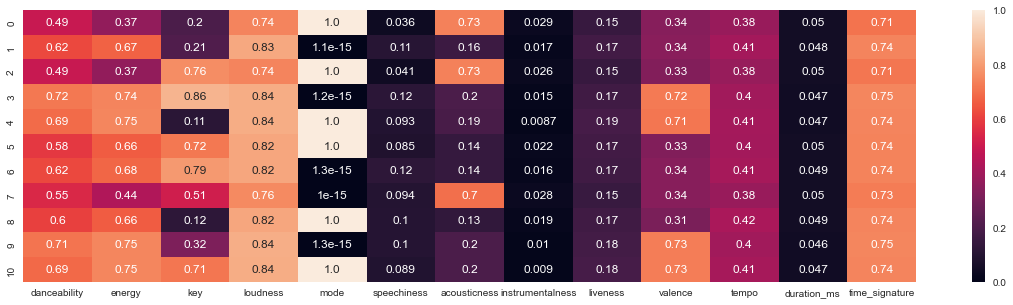 0 0.49 0.37 0.2 0.74 1.0 0.036 0.73 0.029 0.15 0.34 0.38 0.05 0.71 1.0
1 0.62 0.67 0.21 0.83 1.1e-15 0.11 0.16 0.017 0.17 0.34 0.41 0.048 0.74
2 0.49 0.37 0.76 0.74 1.0 0.041 0.73 0.026 0.15 0.33 0.38 0.05 0.71 0.8
3 0.72 0.74 0.86 0.84 1.2e-15 0.12 0.2 0.015 0.17 0.72 0.4 0.047 0.75
4 0.69 0.75 0.11 0.84 1.0 0.093 0.19 0.0087 0.19 0.71 0.41 0.047 0.74 0.6
5 0.58 0.66 0.72 0.82 1.0 0.085 0.14 0.022 0.17 0.33 0.4 0.05 0.74
6 0.62 0.68 0.79 0.82 1.3e-15 0.12 0.14 0.016 0.17 0.34 0.41 0.049 0.74 0.4
7 0.55 0.44 0.51 0.76 1e-15 0.094 0.7 0.028 0.15 0.34 0.38 0.05 0.73
8 0.6 0.66 0.12 0.82 1.0 0.1 0.13 0.019 0.17 0.31 0.42 0.049 0.74 0.2
9 0.71 0.75 0.32 0.84 1.3e-15 0.1 0.2 0.01 0.18 0.73 0.4 0.046 0.75
10 0.69 0.75 0.71 0.84 1.0 0.089 0.2 0.009 0.18 0.73 0.41 0.047 0.74 0.0
danceability energy key loudness mode speechiness acousticness instrumentalness liveness valence tempo duration_ms time_signature